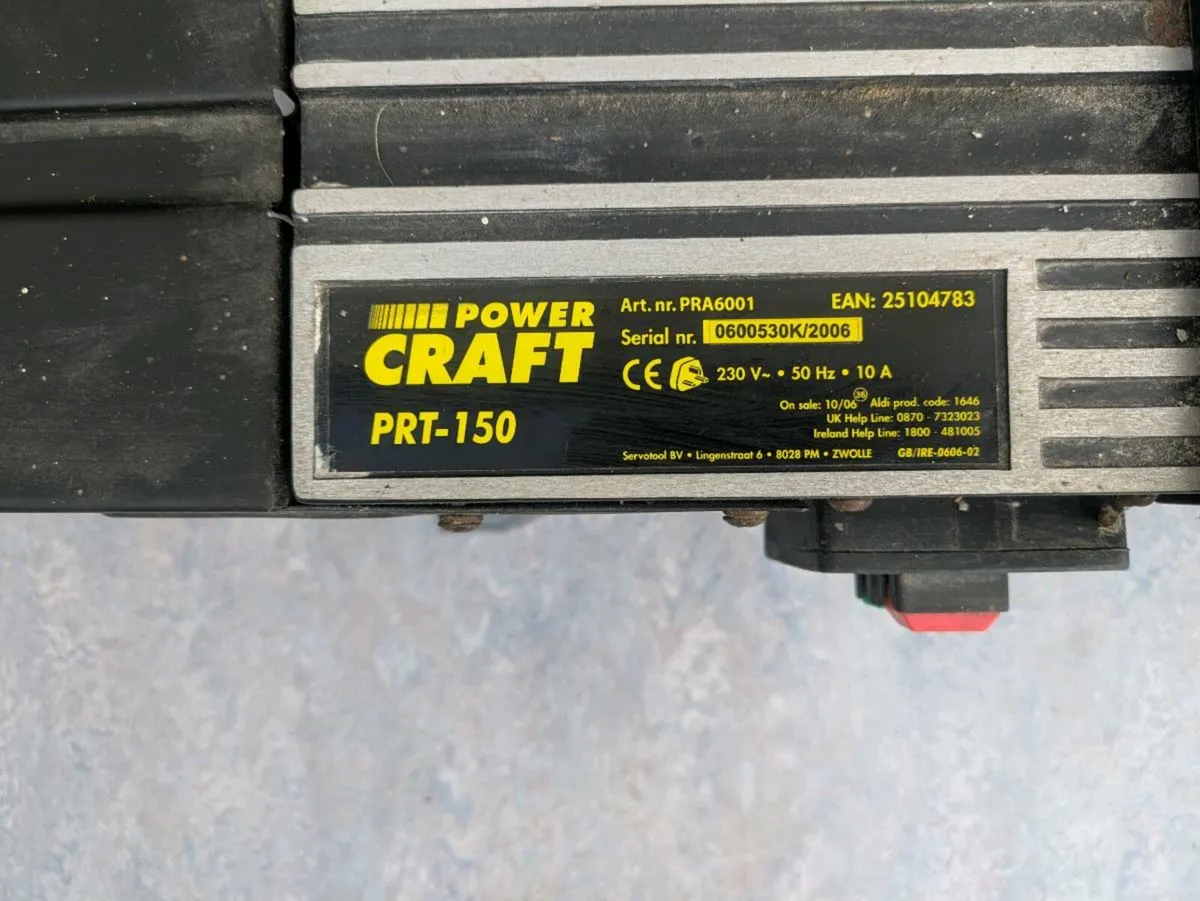 POWER
CRAFT
PRT-150
Art. nr. PRA6001
EAN: 25104783
Serial nr. 0600530K/2006
CE 230 V~ • 50 Hz • 10 A
On sale: 10/06 36 Aldi prod. code: 1646
UK Help Line: 0870 - 7323023
Ireland Help Line: 1800 - 481005
Servotool BV • Lingenstraat 6 • 8028 PM • ZWOLLE GB/IRE-0606-02